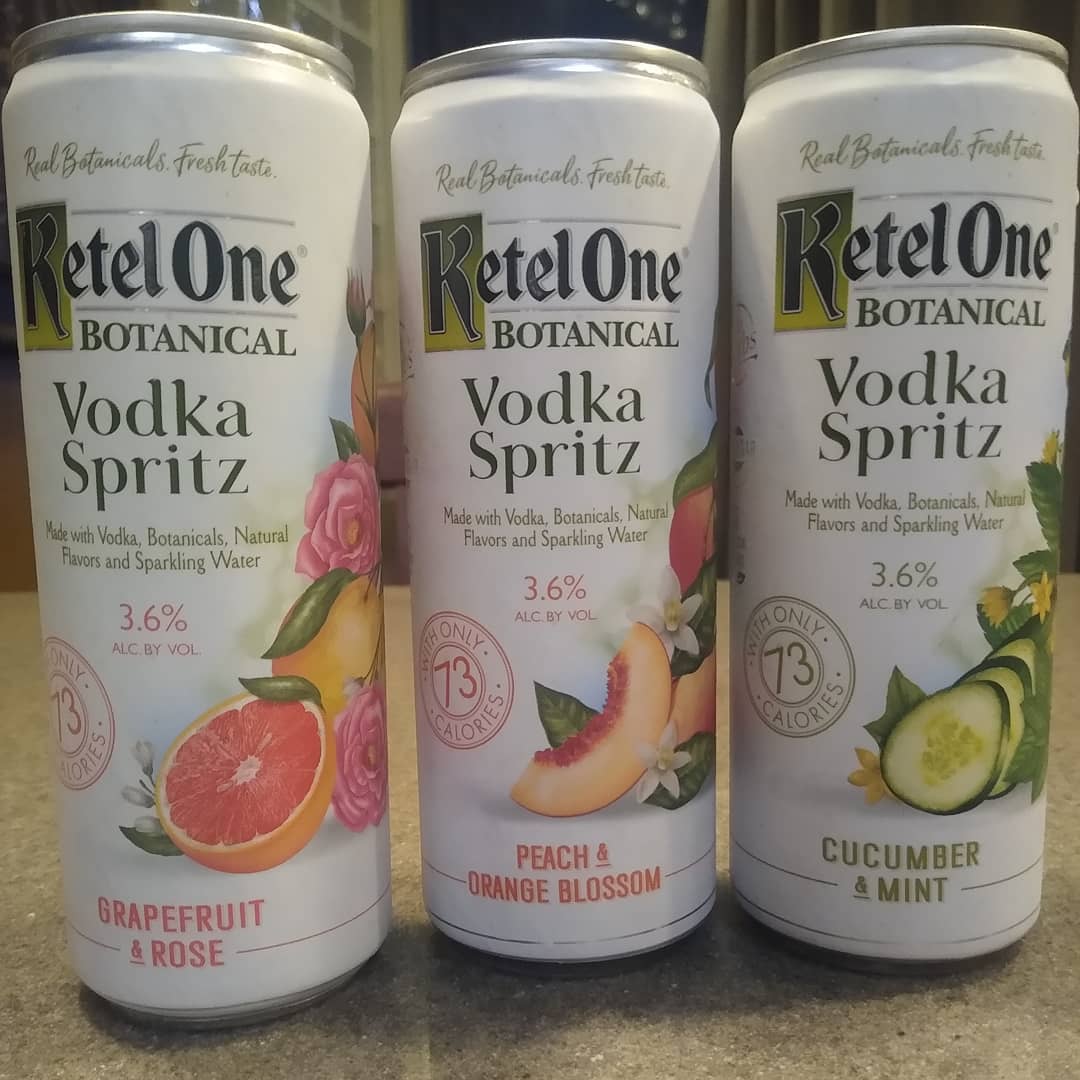 Real Botanicals. Fresh taste.
Ketel One®
BOTANICAL
Vodka
Spritz
Made with Vodka, Botanicals, Natural
Flavors and Sparkling Water
3.6%
ALC. BY VOL.
ONLY
73
CALORIES
GRAPEFRUIT
& ROSE
Real Botanicals. Fresh taste.
Ketel One
BOTANICAL
Vodka
Spritz
Made with Vodka, Botanicals, Natural
Flavors and Sparkling Water
3.6%
ALC. BY VOL.
WITH ONLY
73
CALORIES
PEACH &
ORANGE BLOSSOM
Real Botanicals. Fresh taste.
Ketel One
BOTANICAL
Vodka
Spritz
Made with Vodka, Botanicals, Natural
Flavors and Sparkling Water
3.6%
ALC. BY VOL.
WITH ONLY
73
CALORIES
CUCUMBER
& MINT